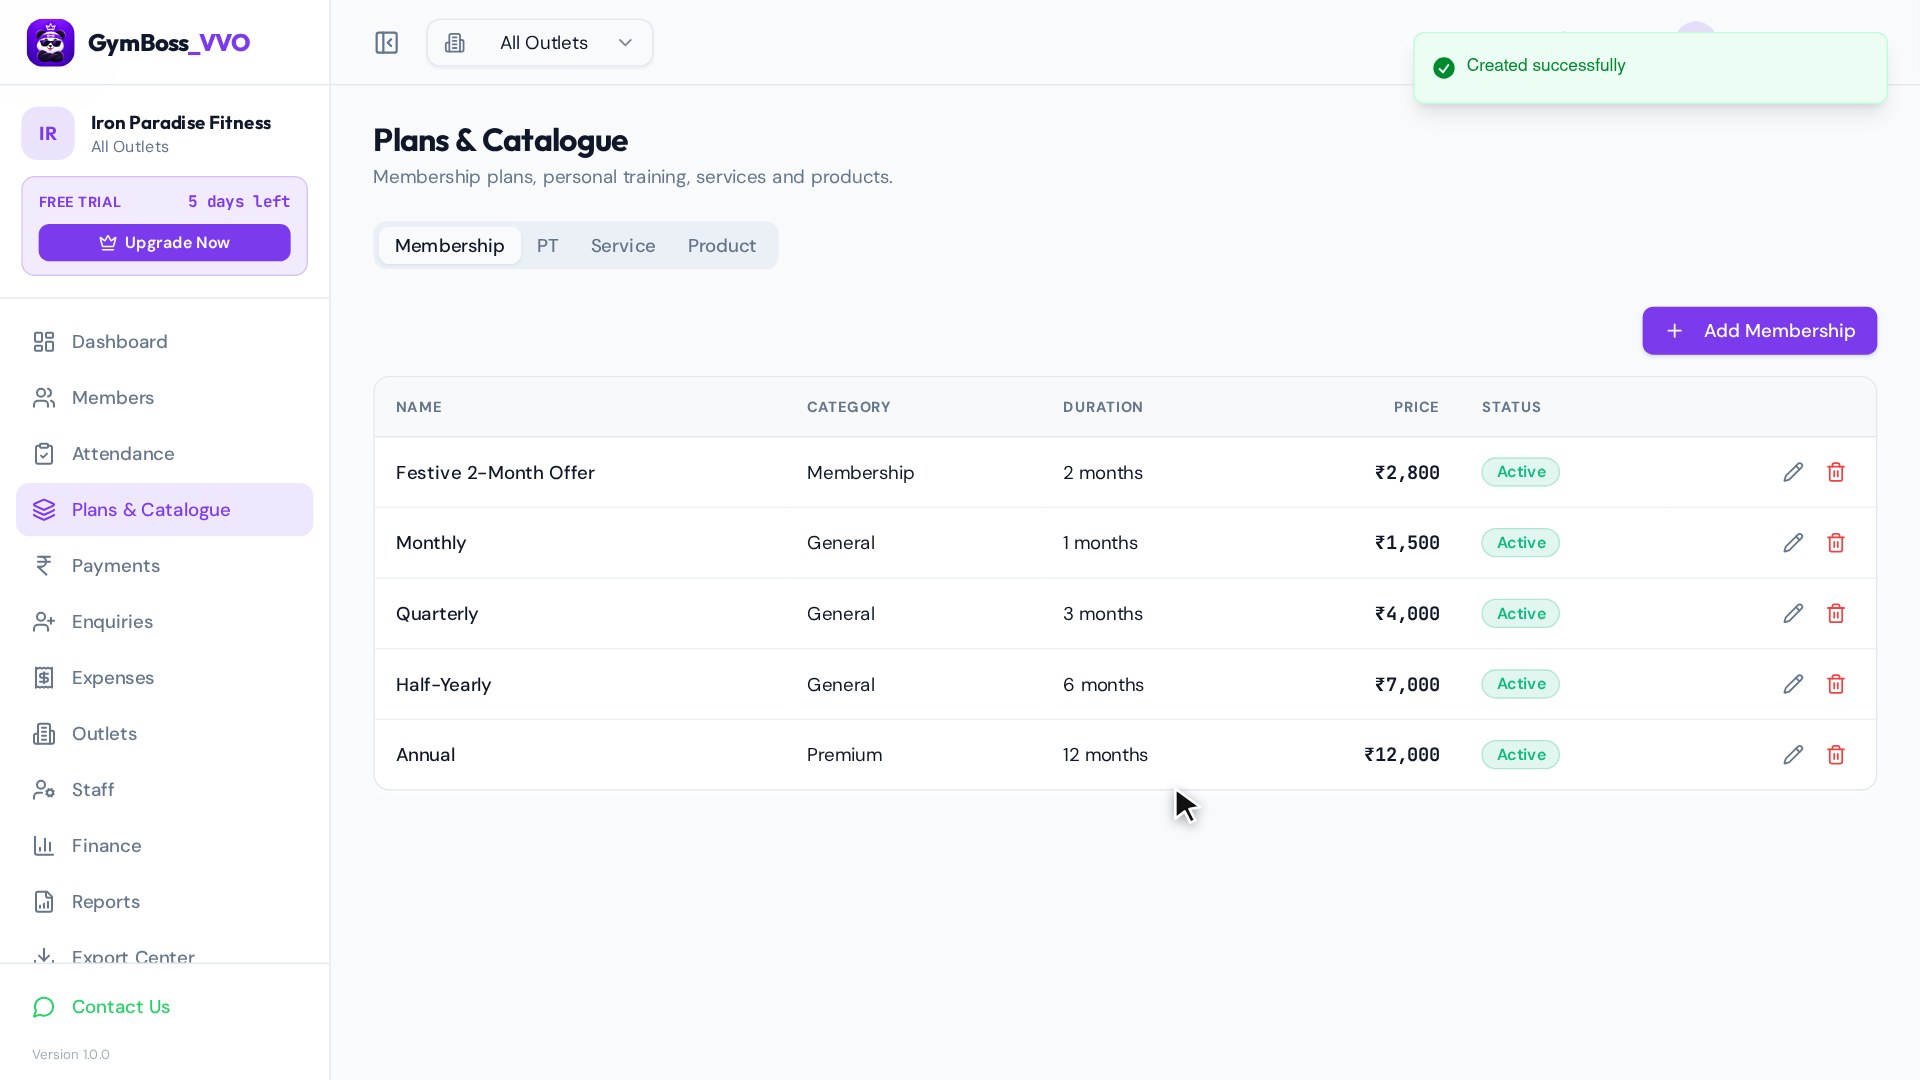 GymBoss_VVO
All Outlets
Created successfully
IR
Iron Paradise Fitness
All Outlets
FREE TRIAL 5 days left
Upgrade Now
Dashboard
Members
Attendance
Plans & Catalogue
Payments
Enquiries
Expenses
Outlets
Staff
Finance
Reports
Export Center
Contact Us
Version 1.0.0
Plans & Catalogue
Membership plans, personal training, services and products.
Membership PT Service Product
Add Membership
NAME CATEGORY DURATION PRICE STATUS
Festive 2-Month Offer Membership 2 months ₹2,800 Active
Monthly General 1 months ₹1,500 Active
Quarterly General 3 months ₹4,000 Active
Half-Yearly General 6 months ₹7,000 Active
Annual Premium 12 months ₹12,000 Active